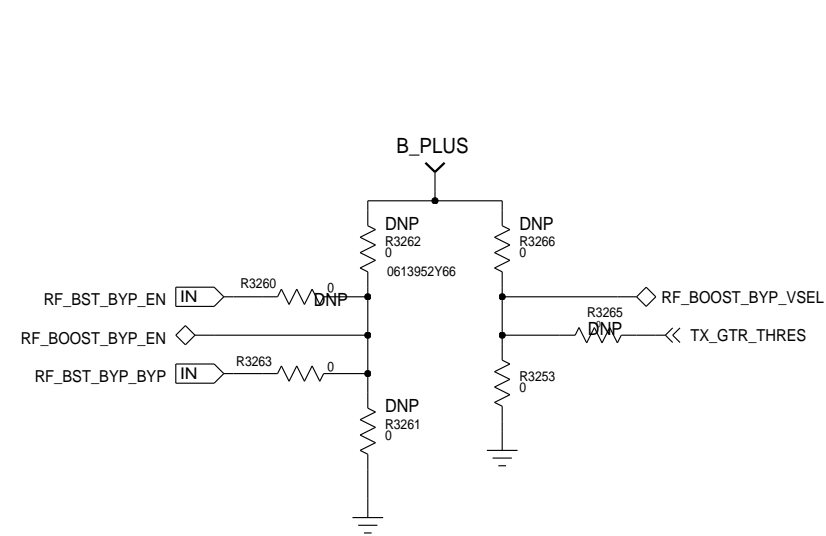 B_PLUS
DNP
R3262
0
0613952Y66
DNP
R3266
0
RF_BST_BYP_EN
IN
R3260
0
DNP
RF_BOOST_BYP_VSEL
RF_BOOST_BYP_EN
R3265
0
DNP
TX_GTR_THRES
RF_BST_BYP_BYP
IN
R3263
0
R3253
0
DNP
R3261
0